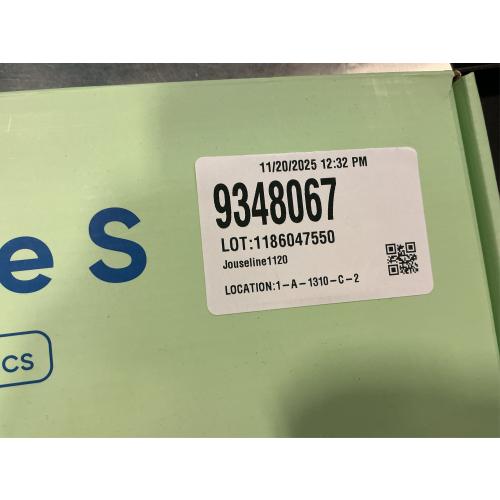 11/20/2025 12:32 PM
9348067
LOT:1186047550
Jouseline1120
LOCATION:1-A-1310-C-2
e S
CS